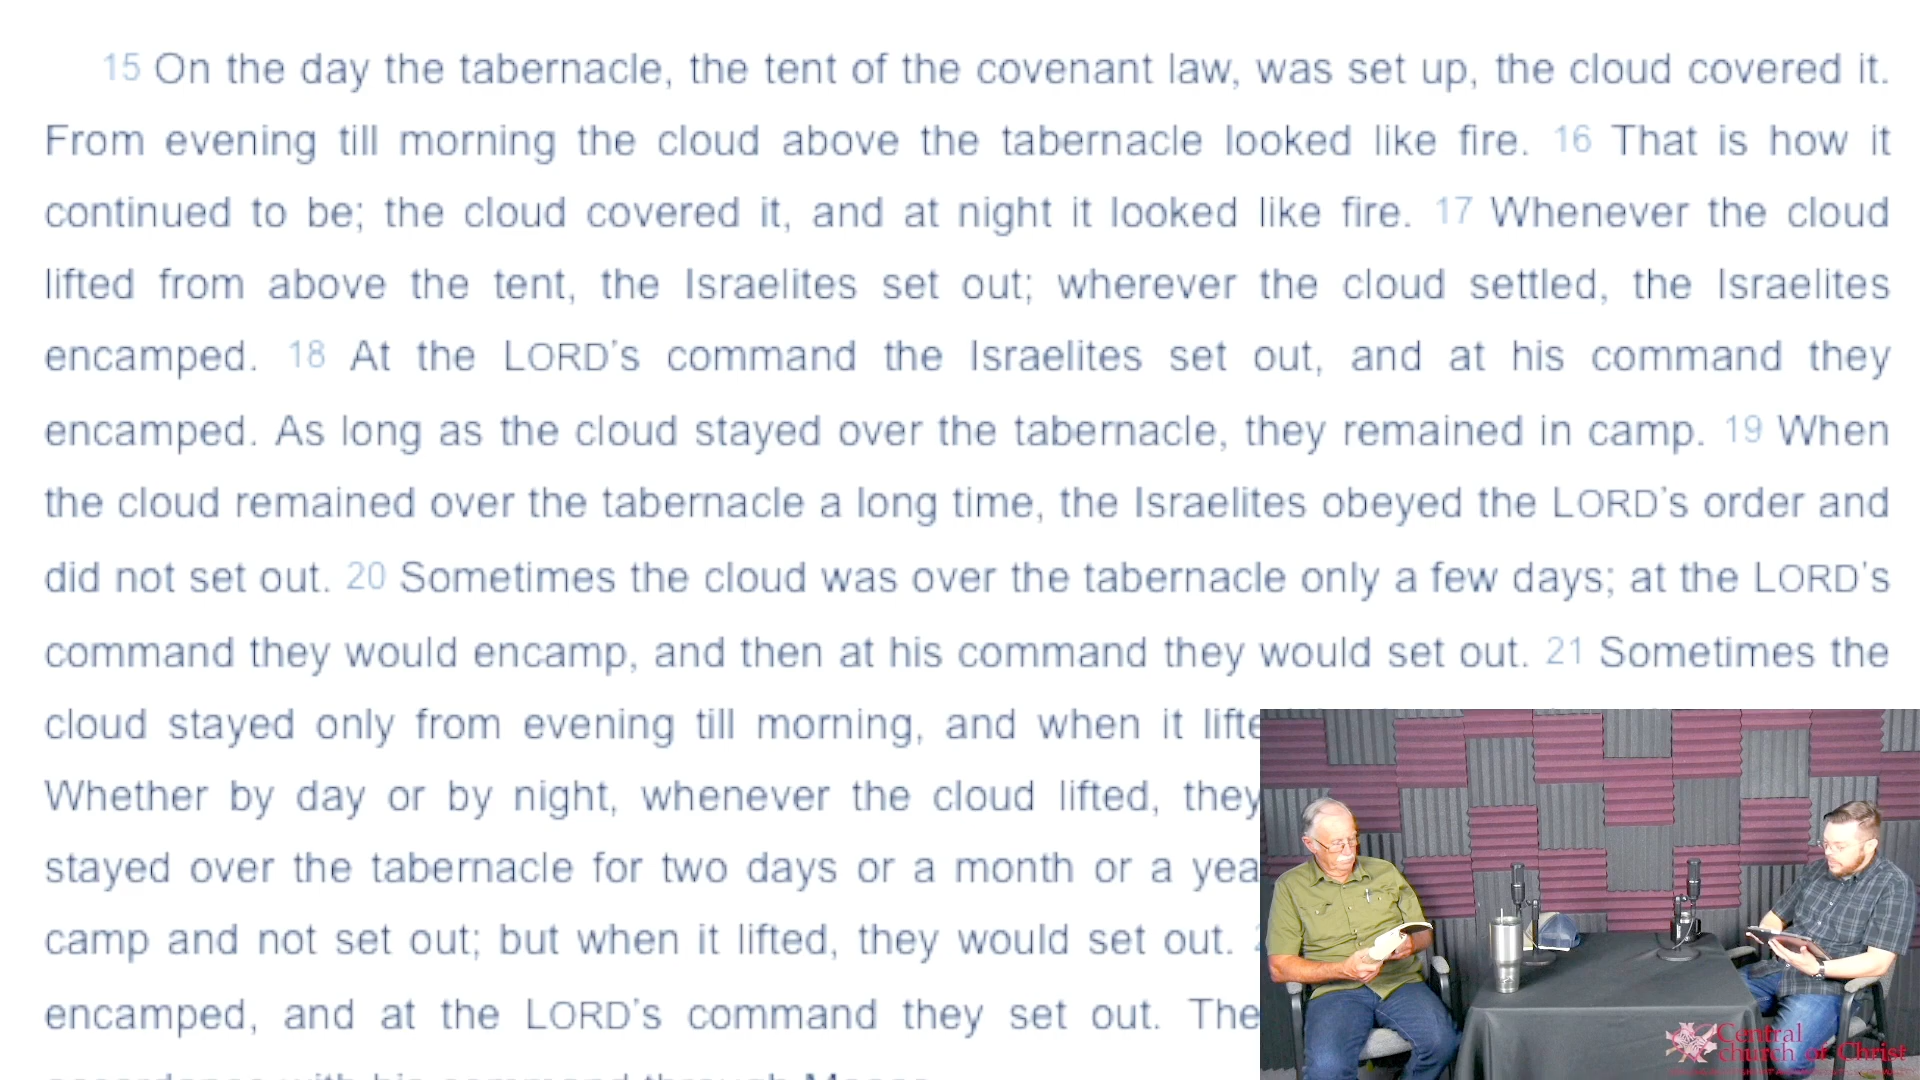 15 On the day the tabernacle, the tent of the covenant law, was set up, the cloud covered it.
From evening till morning the cloud above the tabernacle looked like fire. 16 That is how it
continued to be; the cloud covered it, and at night it looked like fire. 17 Whenever the cloud
lifted from above the tent, the Israelites set out; wherever the cloud settled, the Israelites
encamped. 18 At the LORD's command the Israelites set out, and at his command they
encamped. As long as the cloud stayed over the tabernacle, they remained in camp. 19 When
the cloud remained over the tabernacle a long time, the Israelites obeyed the LORD's order and
did not set out. 20 Sometimes the cloud was over the tabernacle only a few days; at the LORD's
command they would encamp, and then at his command they would set out. 21 Sometimes the
cloud stayed only from evening till morning, and when it lifte
Whether by day or by night, whenever the cloud lifted, they
stayed over the tabernacle for two days or a month or a yea
camp and not set out; but when it lifted, they would set out.
encamped, and at the LORD's command they set out. The
accordance with his command through Moses
Central
church of Christ